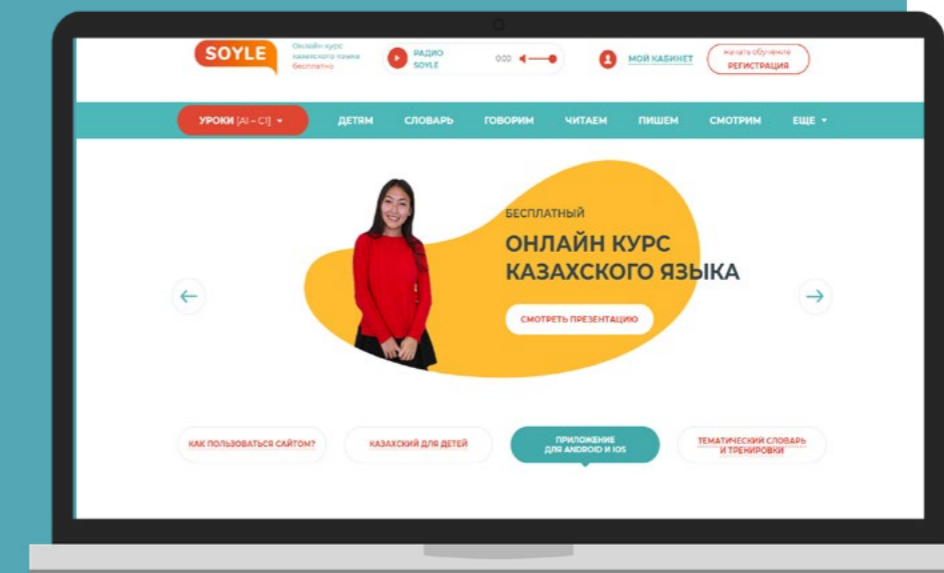 SOYLE
Онлайн курс
казахского языка
бесплатно
РАДИО
SOYLE
0:00
МОЙ КАБИНЕТ
начать обучение
РЕГИСТРАЦИЯ
УРОКИ [A1 – C1]
ДЕТЯМ
СЛОВАРЬ
ГОВОРИМ
ЧИТАЕМ
ПИШЕМ
СМОТРИМ
ЕЩЕ
БЕСПЛАТНЫЙ
ОНЛАЙН КУРС
КАЗАХСКОГО ЯЗЫКА
СМОТРЕТЬ ПРЕЗЕНТАЦИЮ
КАК ПОЛЬЗОВАТЬСЯ САЙТОМ?
КАЗАХСКИЙ ДЛЯ ДЕТЕЙ
ПРИЛОЖЕНИЕ
ДЛЯ ANDROID И IOS
ТЕМАТИЧЕСКИЙ СЛОВАРЬ
И ТРЕНИРОВКИ